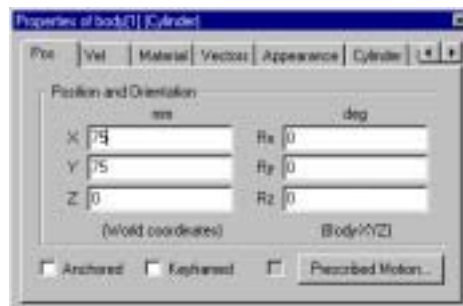 Properties of body[1] (Cylinder)
Pos Vel Material Vectors Appearance Cylinder
Position and Orientation
mm deg
X 75 Rx 0
Y 75 Ry 0
Z 0 Rz 0
(World coordinates) (Body-XYZ)
Anchored Keyframed Prescribed Motion...